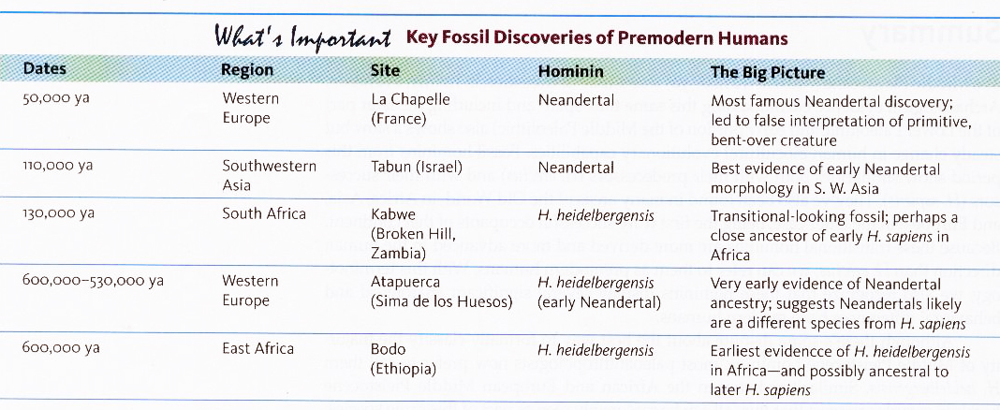 What's Important Key Fossil Discoveries of Premodern Humans
Dates Region Site Hominin The Big Picture
50,000 ya Western La Chapelle Neandertal Most famous Neandertal discovery;
Europe (France) led to false interpretation of primitive,
bent-over creature
110,000 ya Southwestern Tabun (Israel) Neandertal Best evidence of early Neandertal
Asia morphology in S. W. Asia
130,000 ya South Africa Kabwe H. heidelbergensis Transitional-looking fossil; perhaps a
(Broken Hill, close ancestor of early H. sapiens in
Zambia) Africa
600,000–530,000 ya Western Atapuerca H. heidelbergensis Very early evidence of Neandertal
Europe (Sima de los Huesos) (early Neandertal) ancestry; suggests Neandertals likely
are a different species from H. sapiens
600,000 ya East Africa Bodo H. heidelbergensis Earliest evidencce of H. heidelbergensis
(Ethiopia) in Africa—and possibly ancestral to
later H. sapiens